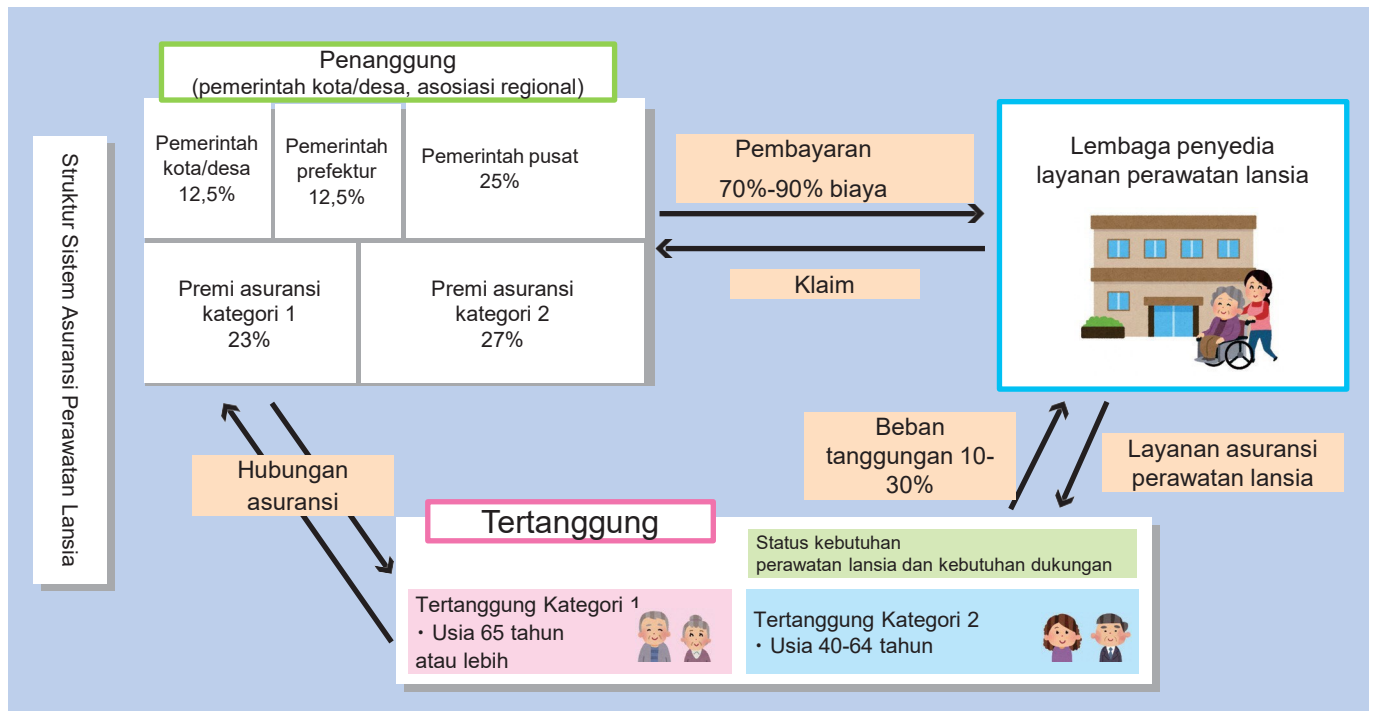 Struktur Sistem Asuransi Perawatan Lansia
Penanggung
(pemerintah kota/desa, asosiasi regional)
Pemerintah
kota/desa
12,5%
Pemerintah
prefektur
12,5%
Pemerintah pusat
25%
Premi asuransi
kategori 1
23%
Premi asuransi
kategori 2
27%
Pembayaran
70%-90% biaya
Klaim
Lembaga penyedia
layanan perawatan lansia
Hubungan
asuransi
Beban
tanggungan 10-
30%
Layanan asuransi
perawatan lansia
Tertanggung
Status kebutuhan
perawatan lansia dan kebutuhan dukungan
Tertanggung Kategori 1
・Usia 65 tahun
atau lebih
Tertanggung Kategori 2
・Usia 40-64 tahun